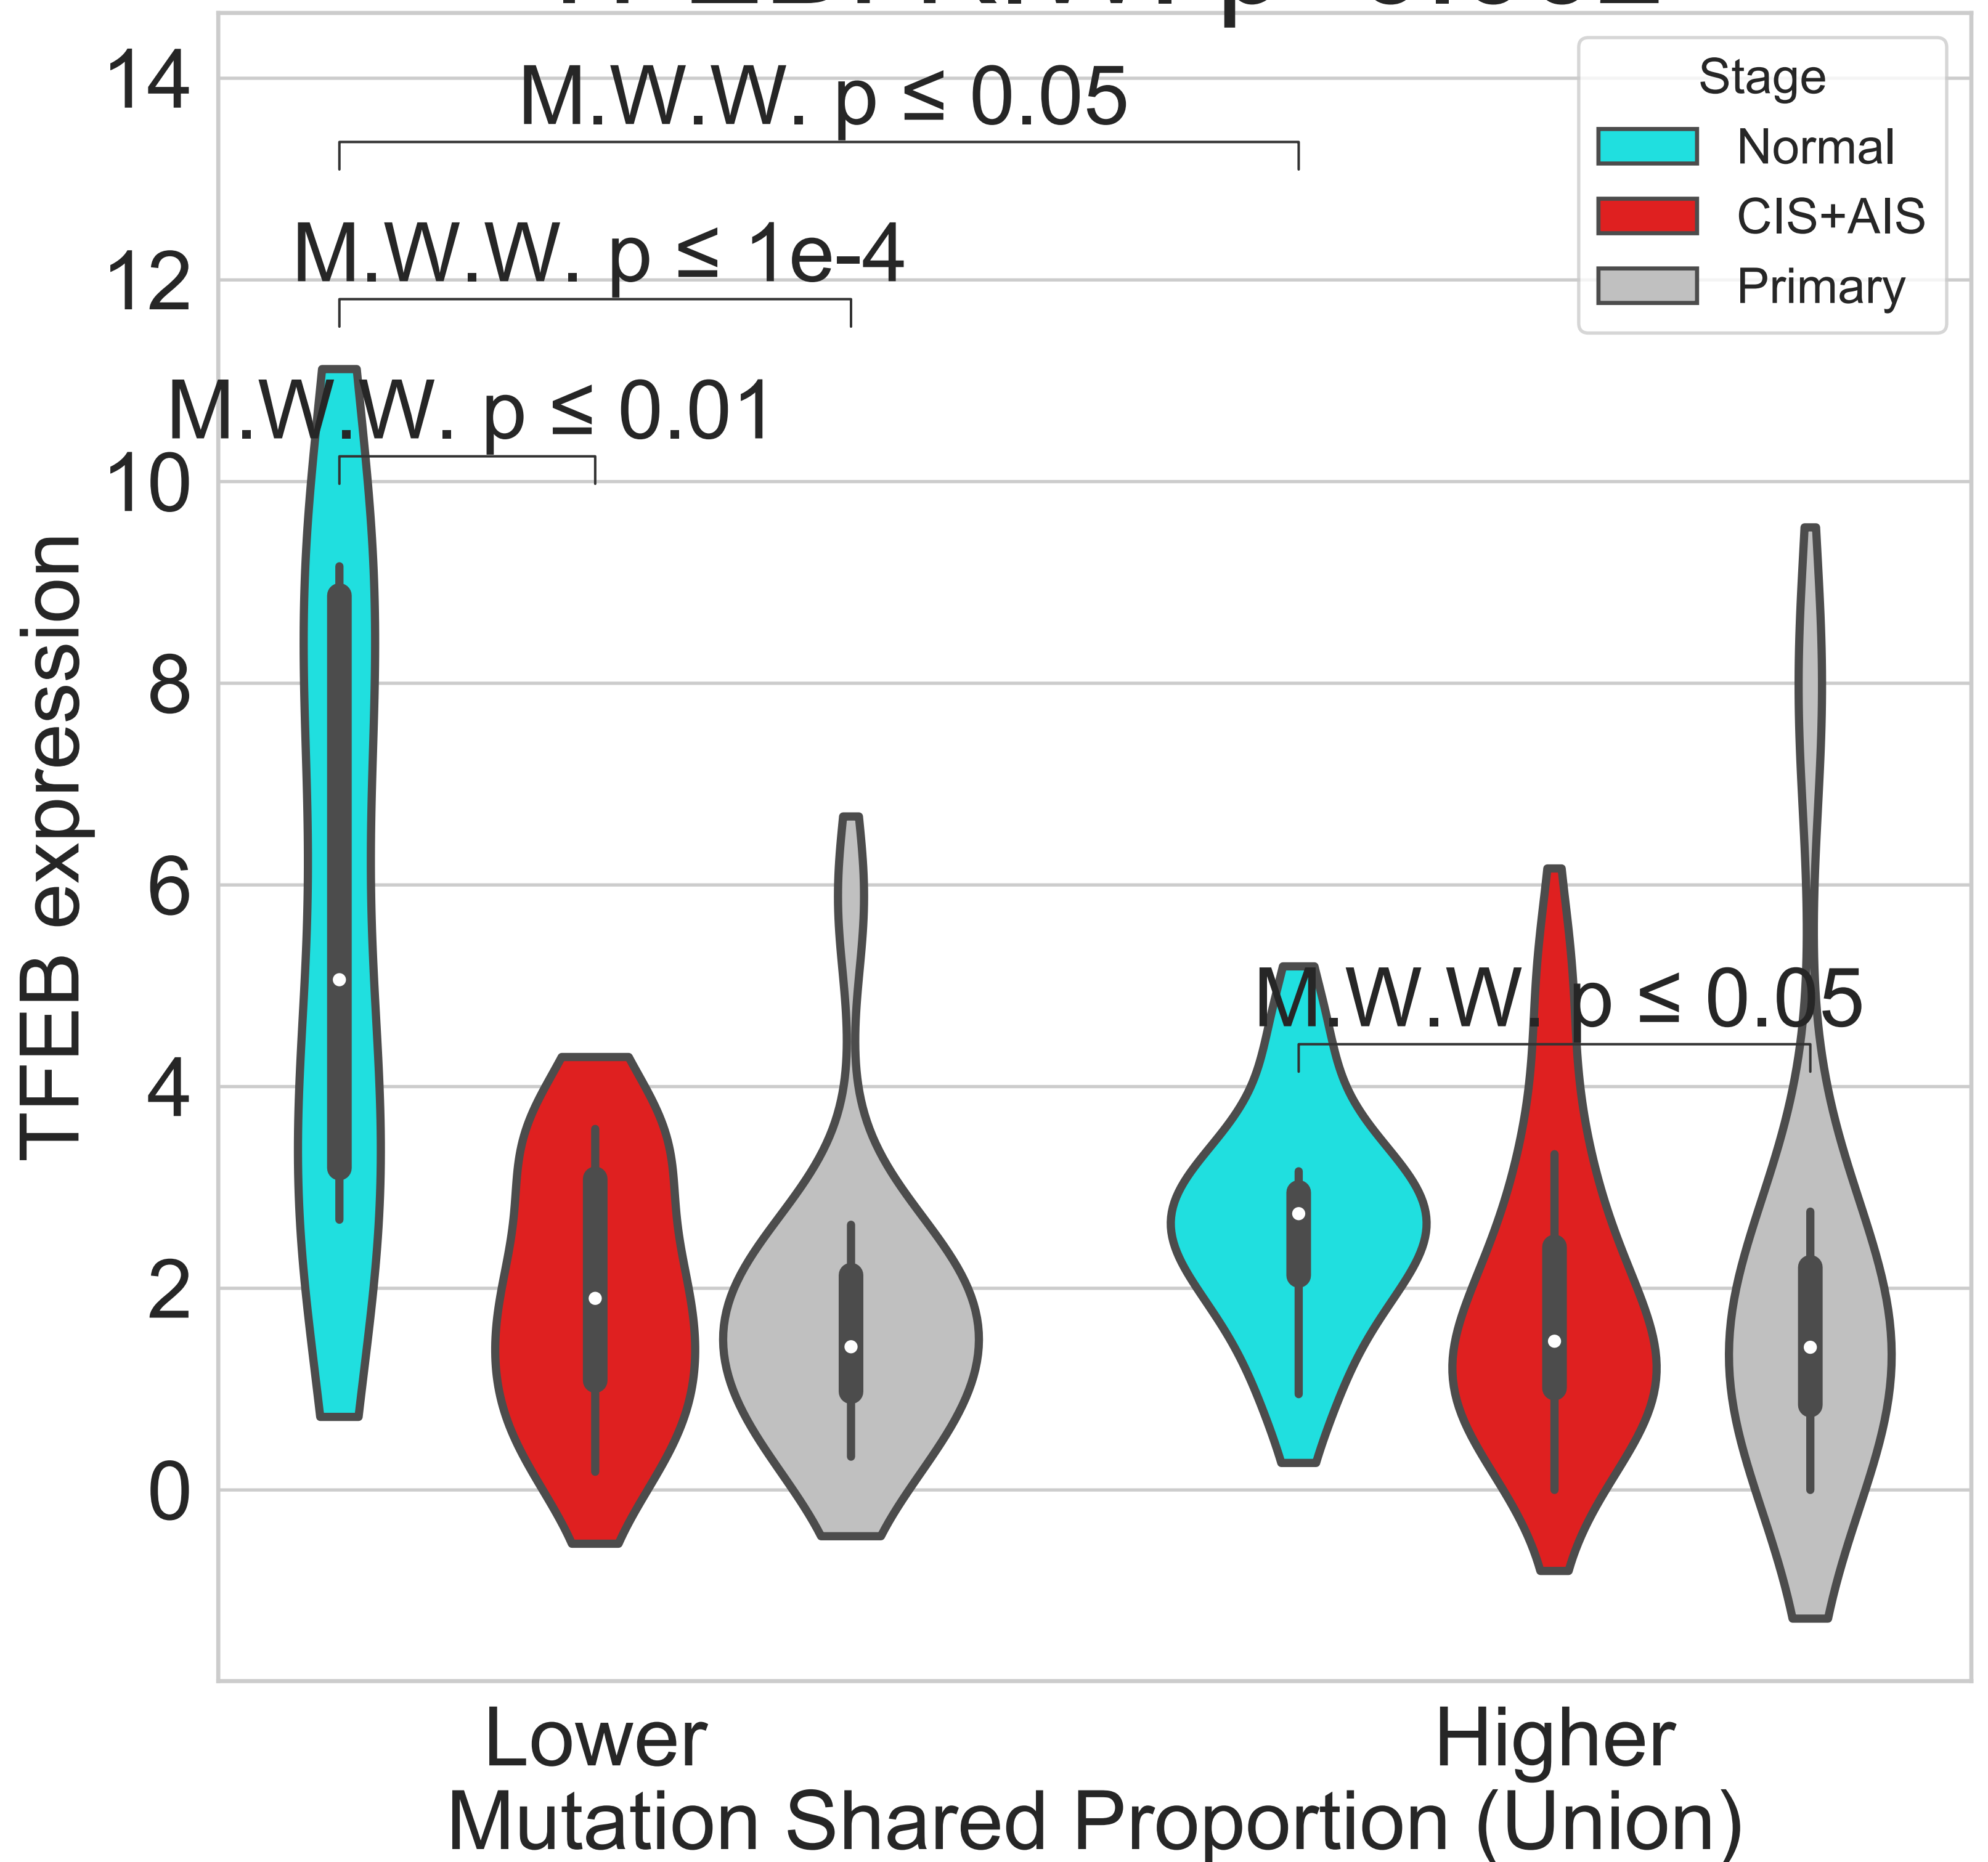 14
12
10
8
6
4
2
0
TFEB expression
M.W.W. p ≤ 0.05
M.W.W. p ≤ 1e-4
M.W.W. p ≤ 0.01
M.W.W. p ≤ 0.05
Stage
Normal
CIS+AIS
Primary
Lower
Higher
Mutation Shared Proportion (Union)